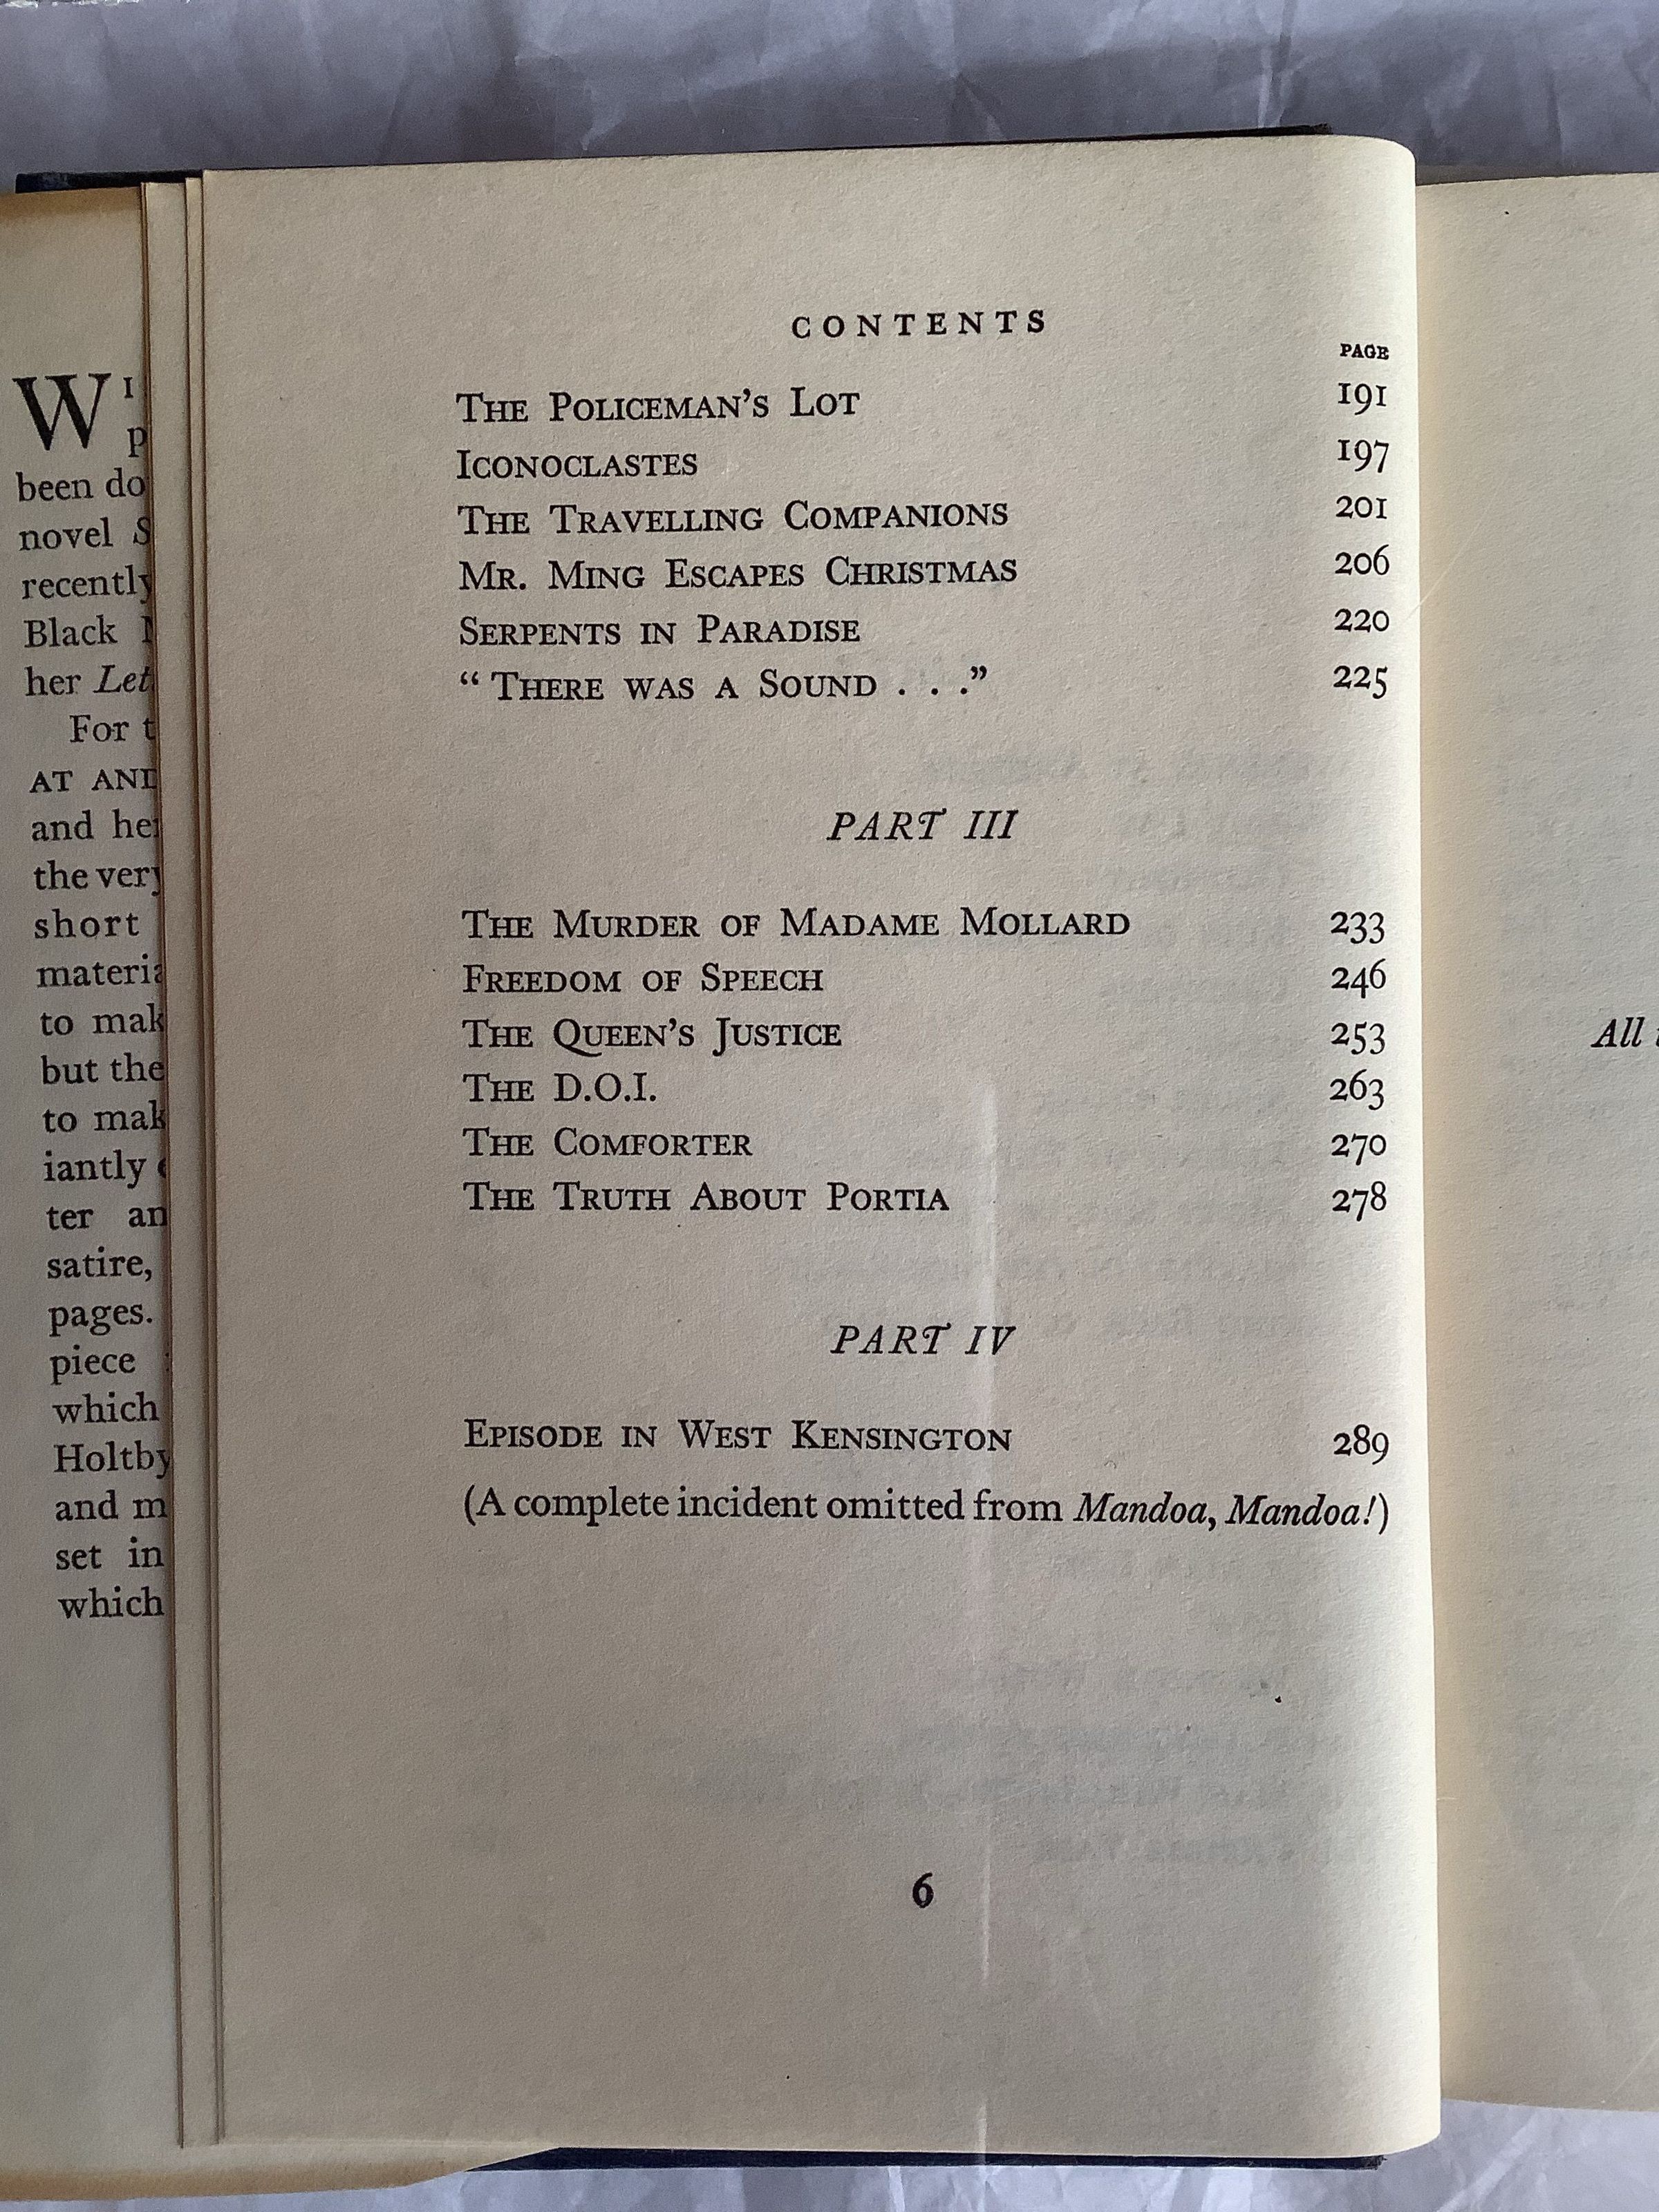 W I
p
been do
novel S
recently
Black
her Let
For t
AT AND
and her
the very
short
materia
to mak
but the
to mak
iantly
ter an
satire,
pages.
piece
which
Holtby
and m
set in
which
CONTENTS
PAGE
THE POLICEMAN'S LOT 191
ICONOCLASTES 197
THE TRAVELLING COMPANIONS 201
MR. MING ESCAPES CHRISTMAS 206
SERPENTS IN PARADISE 220
“THERE WAS A SOUND . . .” 225
PART III
THE MURDER OF MADAME MOLLARD 233
FREEDOM OF SPEECH 246
THE QUEEN'S JUSTICE 253
THE D.O.I. 263
THE COMFORTER 270
THE TRUTH ABOUT PORTIA 278
PART IV
EPISODE IN WEST KENSINGTON 289
(A complete incident omitted from Mandoa, Mandoa!)
6
All